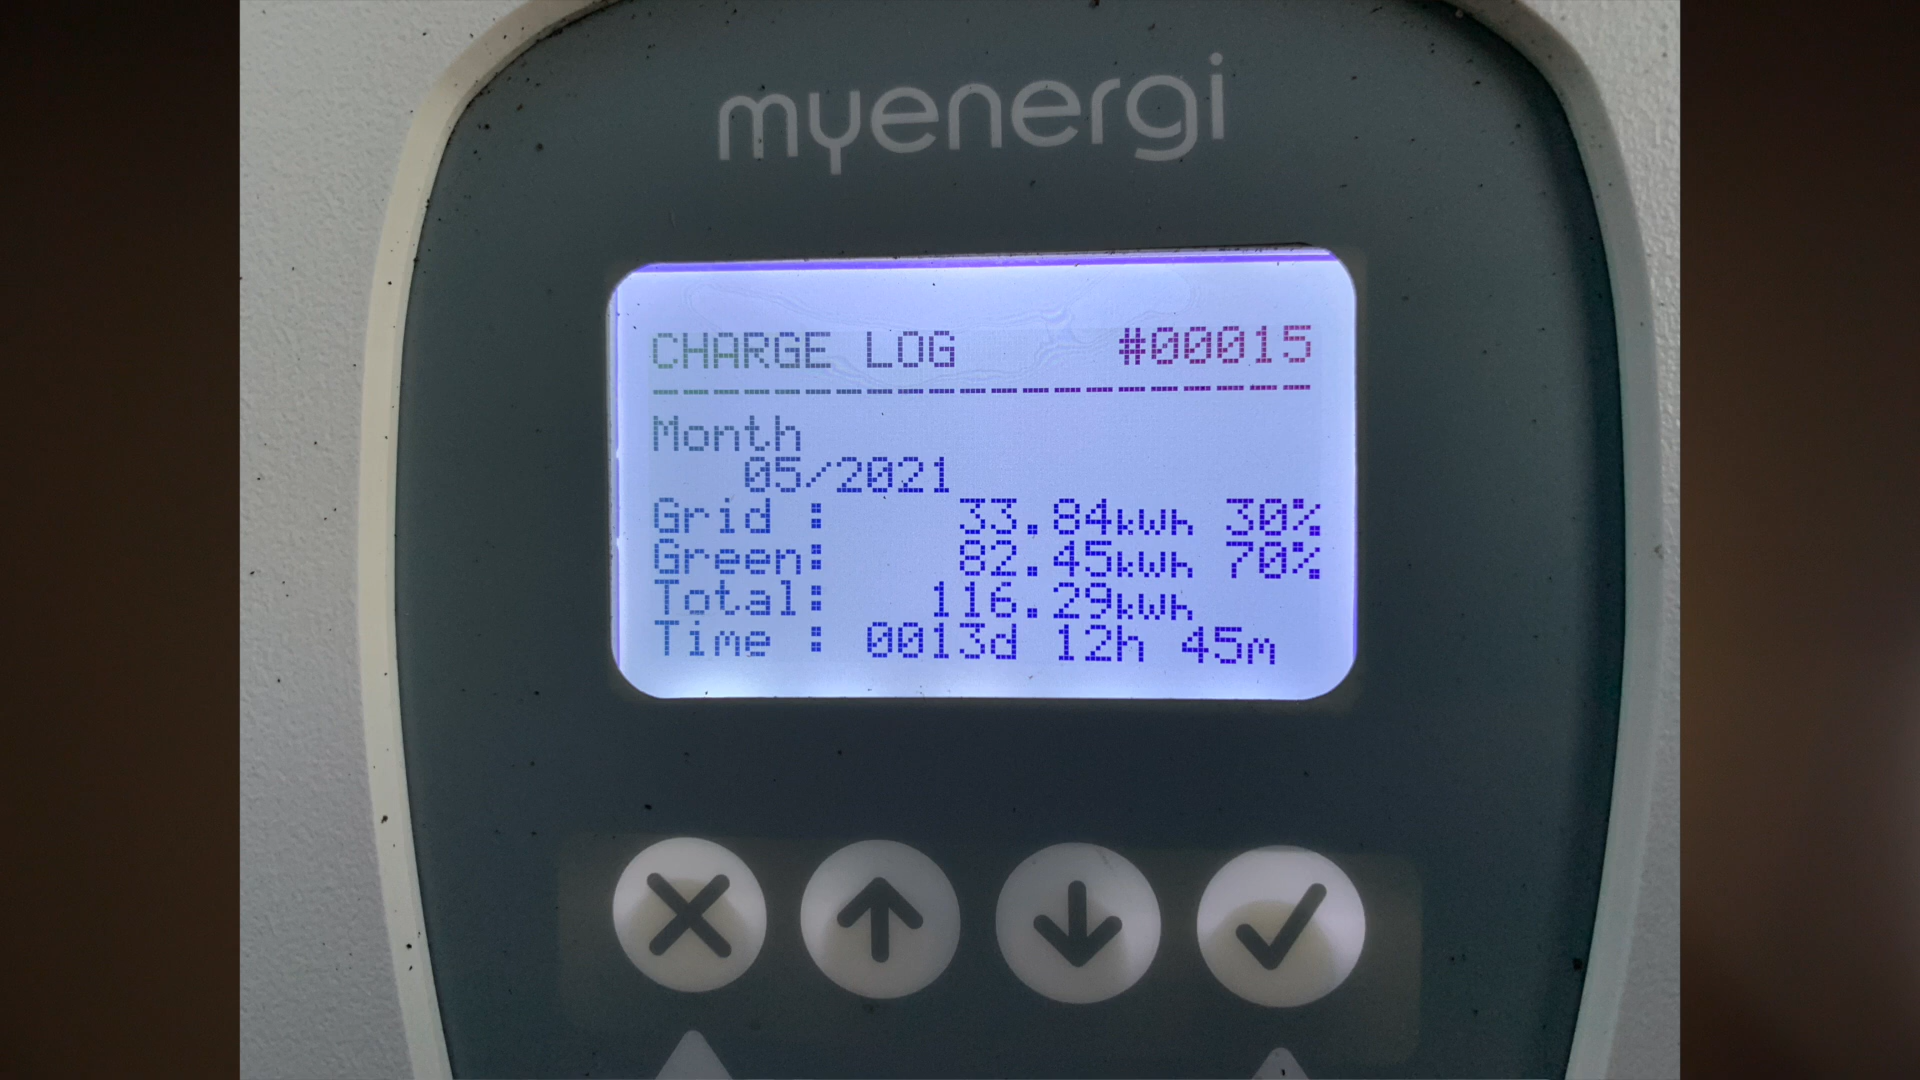 myenergi
CHARGE LOG #00015
--------------------
Month
05/2021
Grid : 33.84kWh 30%
Green: 82.45kWh 70%
Total: 116.29kWh
Time : 0013d 12h 45m